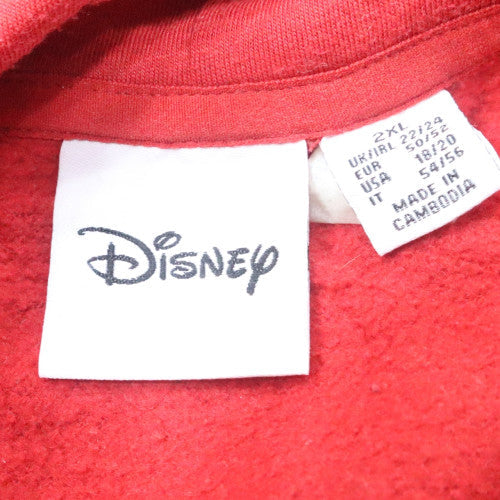 Disney
2XL
UK/IRL 22/24
EUR 50/52
USA 18/20
IT 54/56
MADE IN
CAMBODIA